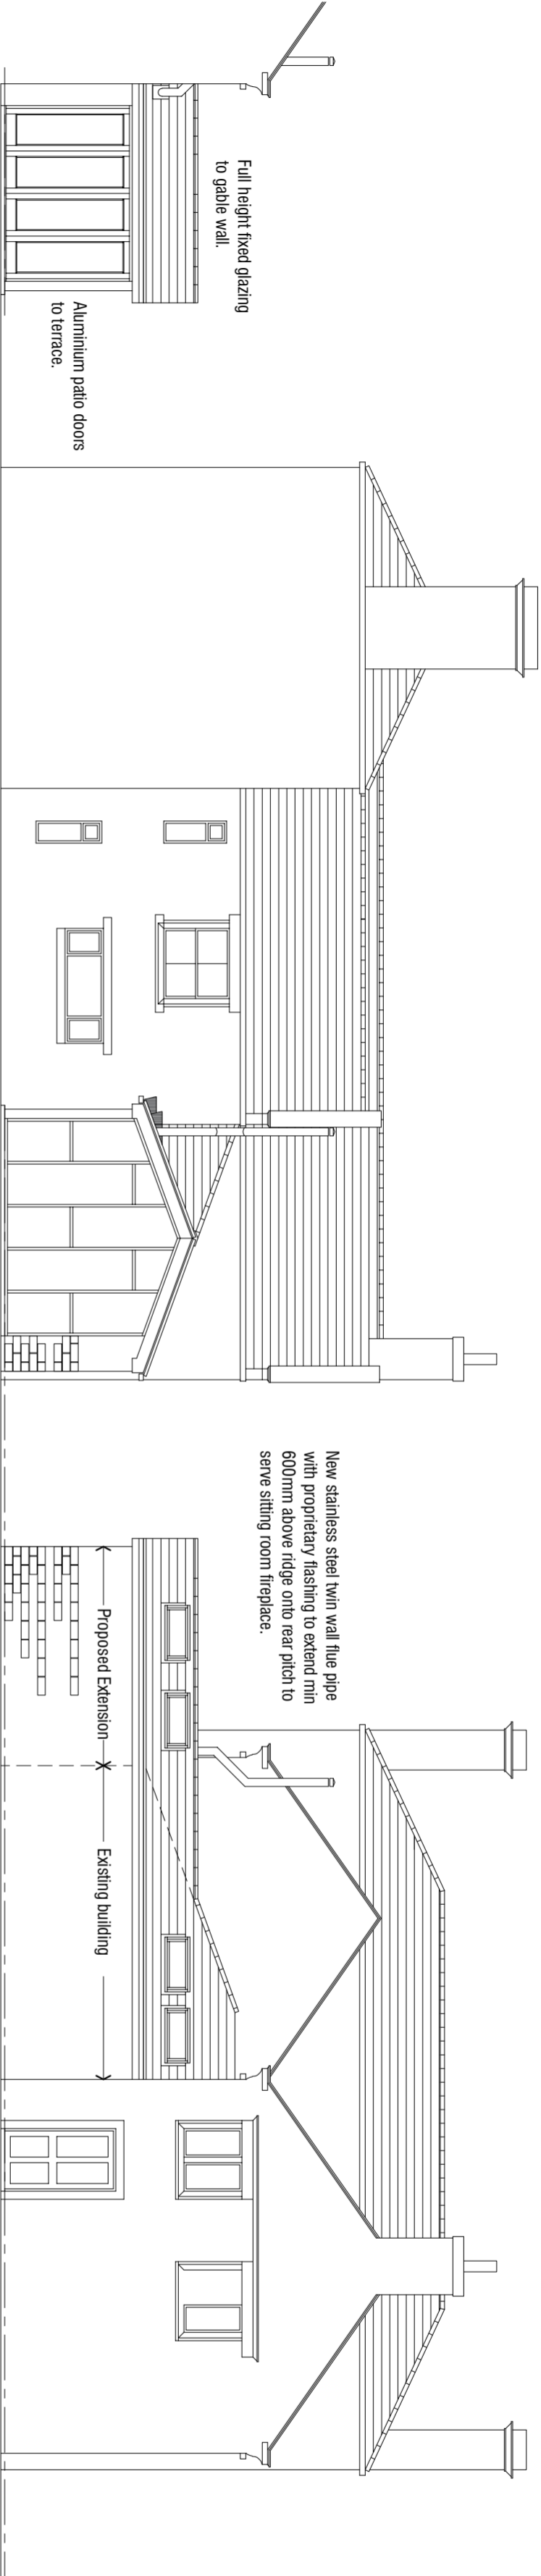 Full height fixed glazing
to gable wall.
Aluminium patio doors
to terrace.
New stainless steel twin wall flue pipe
with proprietary flashing to extend min
600mm above ridge onto rear pitch to
serve sitting room fireplace.
Proposed Extension
Existing building